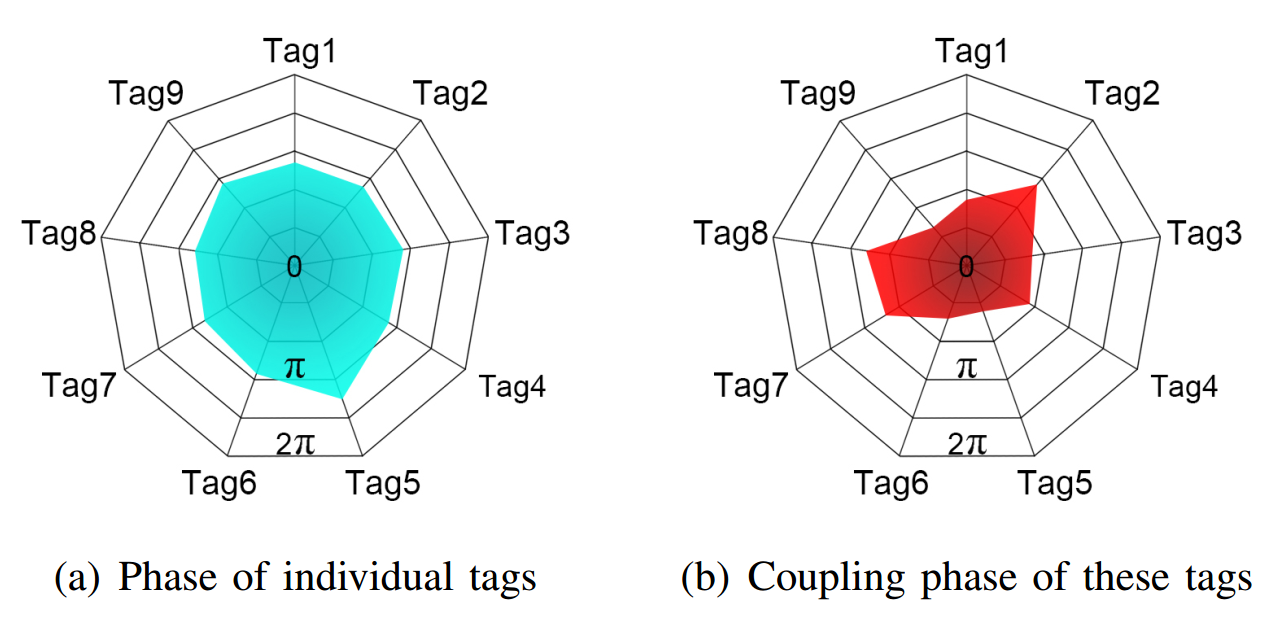 Tag1
Tag9
Tag2
Tag8
0
Tag3
π
Tag7
Tag4
2π
Tag6
Tag5
(a) Phase of individual tags
Tag1
Tag9
Tag2
Tag8
0
Tag3
π
Tag7
Tag4
2π
Tag6
Tag5
(b) Coupling phase of these tags